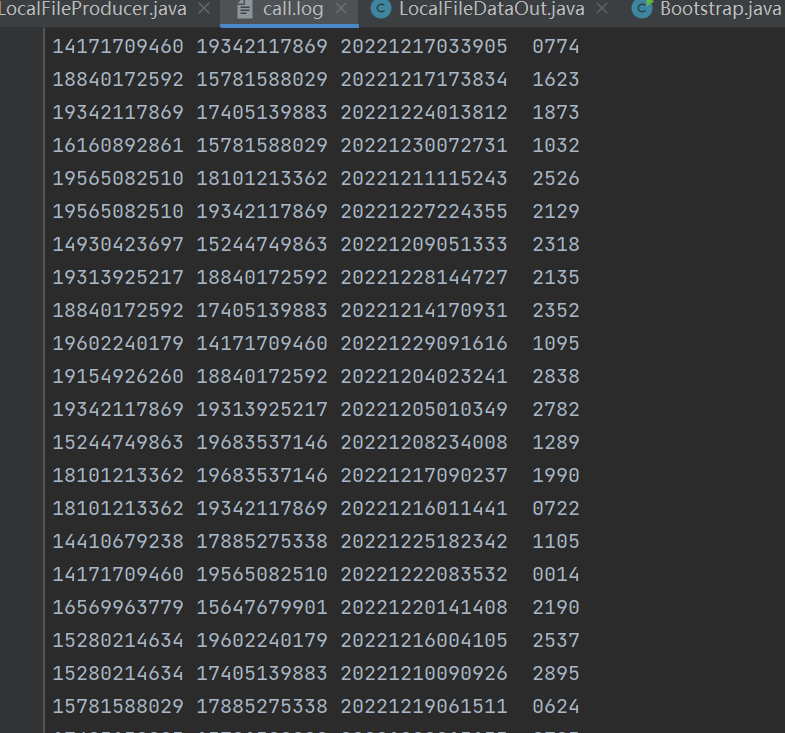 LocalFileProducer.java call.log LocalFileDataOut.java Bootstrap.java
14171709460 19342117869 20221217033905 0774
18840172592 15781588029 20221217173834 1623
19342117869 17405139883 20221224013812 1873
16160892861 15781588029 20221230072731 1032
19565082510 18101213362 20221211115243 2526
19565082510 19342117869 20221227224355 2129
14930423697 15244749863 20221209051333 2318
19313925217 18840172592 20221228144727 2135
18840172592 17405139883 20221214170931 2352
19602240179 14171709460 20221229091616 1095
19154926260 18840172592 20221204023241 2838
19342117869 19313925217 20221205010349 2782
15244749863 19683537146 20221208234008 1289
18101213362 19683537146 20221217090237 1990
18101213362 19342117869 20221216011441 0722
14410679238 17885275338 20221225182342 1105
14171709460 19565082510 20221222083532 0014
16569963779 15647679901 20221220141408 2190
15280214634 19602240179 20221216004105 2537
15280214634 17405139883 20221210090926 2895
15781588029 17885275338 20221219061511 0624